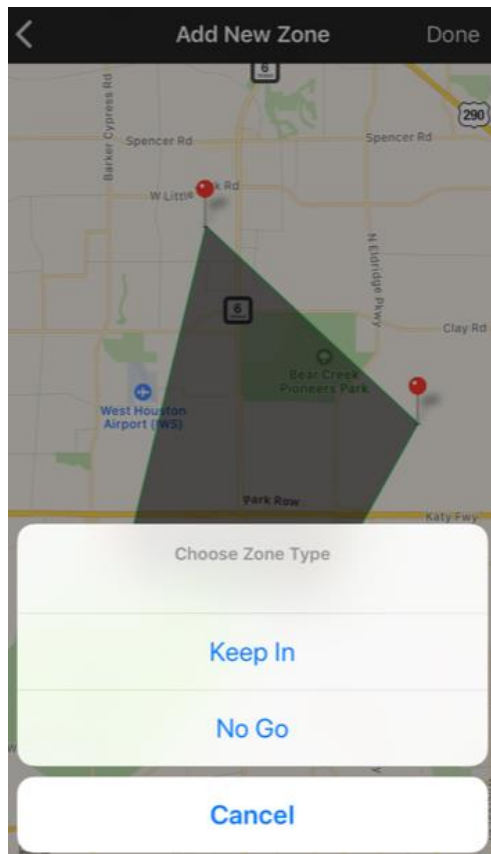 Add New Zone
Done
6
290
Barker Cypress Rd
Spencer Rd
Spencer Rd
W Little
k Rd
N Eldridge Pkwy
6
Clay Rd
Bear Creek
Pioneers Park
West Houston
Airport (IWS)
Park Row
Katy Fwy
Choose Zone Type
Keep In
No Go
Cancel